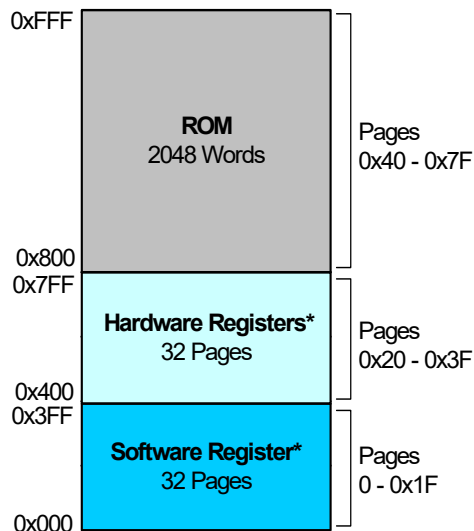 0xFFF
ROM
2048 Words
Pages
0x40 - 0x7F
0x800
0x7FF
Hardware Registers*
32 Pages
Pages
0x20 - 0x3F
0x400
0x3FF
Software Register*
32 Pages
Pages
0 - 0x1F
0x000